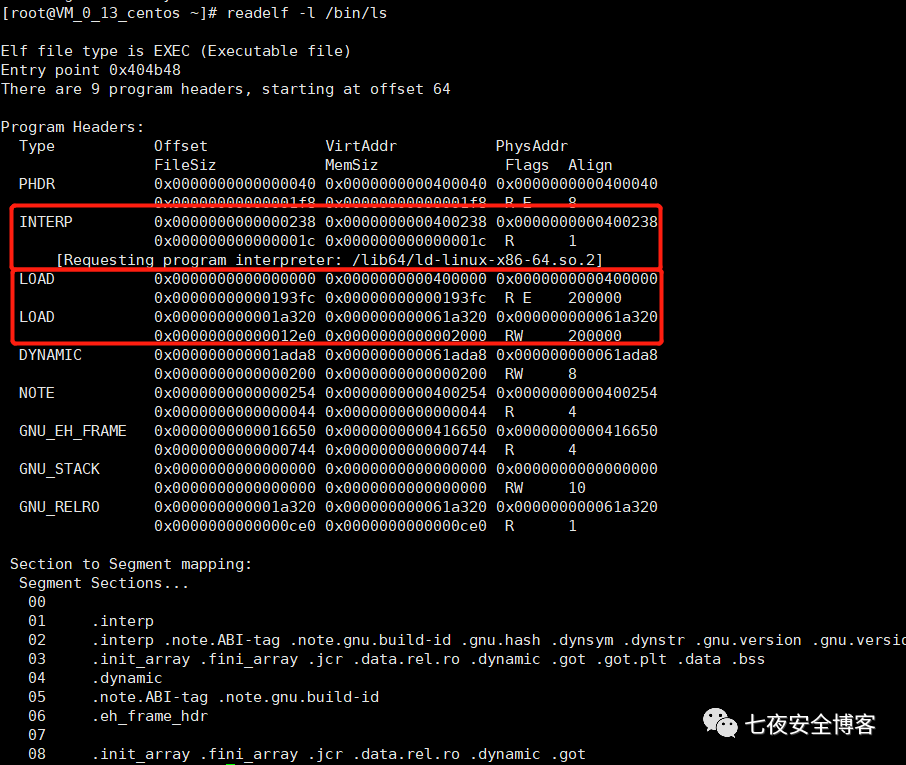 [root@VM_0_13_centos ~]# readelf -l /bin/ls
Elf file type is EXEC (Executable file)
Entry point 0x404b48
There are 9 program headers, starting at offset 64
Program Headers:
  Type           Offset             VirtAddr           PhysAddr
                 FileSiz            MemSiz              Flags  Align
  PHDR           0x0000000000000040 0x0000000000400040 0x0000000000400040
                 0x00000000000001f8 0x00000000000001f8  R E    8
  INTERP         0x0000000000000238 0x0000000000400238 0x0000000000400238
                 0x000000000000001c 0x000000000000001c  R      1
      [Requesting program interpreter: /lib64/ld-linux-x86-64.so.2]
  LOAD           0x0000000000000000 0x0000000000400000 0x0000000000400000
                 0x00000000000193fc 0x00000000000193fc  R E    200000
  LOAD           0x000000000001a320 0x000000000061a320 0x000000000061a320
                 0x00000000000012e0 0x0000000000002000  RW     200000
  DYNAMIC        0x000000000001ada8 0x000000000061ada8 0x000000000061ada8
                 0x0000000000000200 0x0000000000000200  RW     8
  NOTE           0x0000000000000254 0x0000000000400254 0x0000000000400254
                 0x0000000000000044 0x0000000000000044  R      4
  GNU_EH_FRAME   0x0000000000016650 0x0000000000416650 0x0000000000416650
                 0x0000000000000744 0x0000000000000744  R      4
  GNU_STACK      0x0000000000000000 0x0000000000000000 0x0000000000000000
                 0x0000000000000000 0x0000000000000000  RW     10
  GNU_RELRO      0x000000000001a320 0x000000000061a320 0x000000000061a320
                 0x0000000000000ce0 0x0000000000000ce0  R      1
 Section to Segment mapping:
  Segment Sections...
   00
   01     .interp
   02     .interp .note.ABI-tag .note.gnu.build-id .gnu.hash .dynsym .dynstr .gnu.version .gnu.versio
   03     .init_array .fini_array .jcr .data.rel.ro .dynamic .got .got.plt .data .bss
   04     .dynamic
   05     .note.ABI-tag .note.gnu.build-id
   06     .eh_frame_hdr
   07
   08     .init_array .fini_array .jcr .data.rel.ro .dynamic .got
七夜安全博客